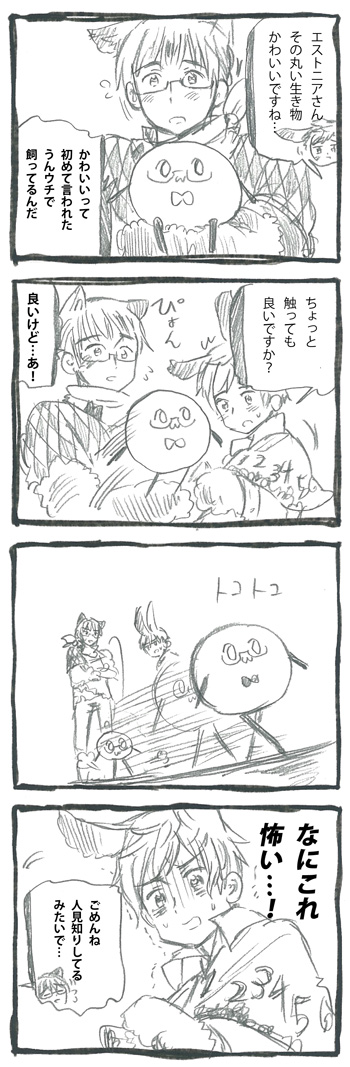 エストニアさん
その丸い生き物
かわいいですね…
かわいいって
初めて言われた
うんウチで
飼ってるんだ
ちょっと
触っても
良いですか?
ぴょん
良いけど…あ!
12345
トコトコ
なにこれ
怖い…!
ごめんね
人見知りしてる
みたいで…
12345